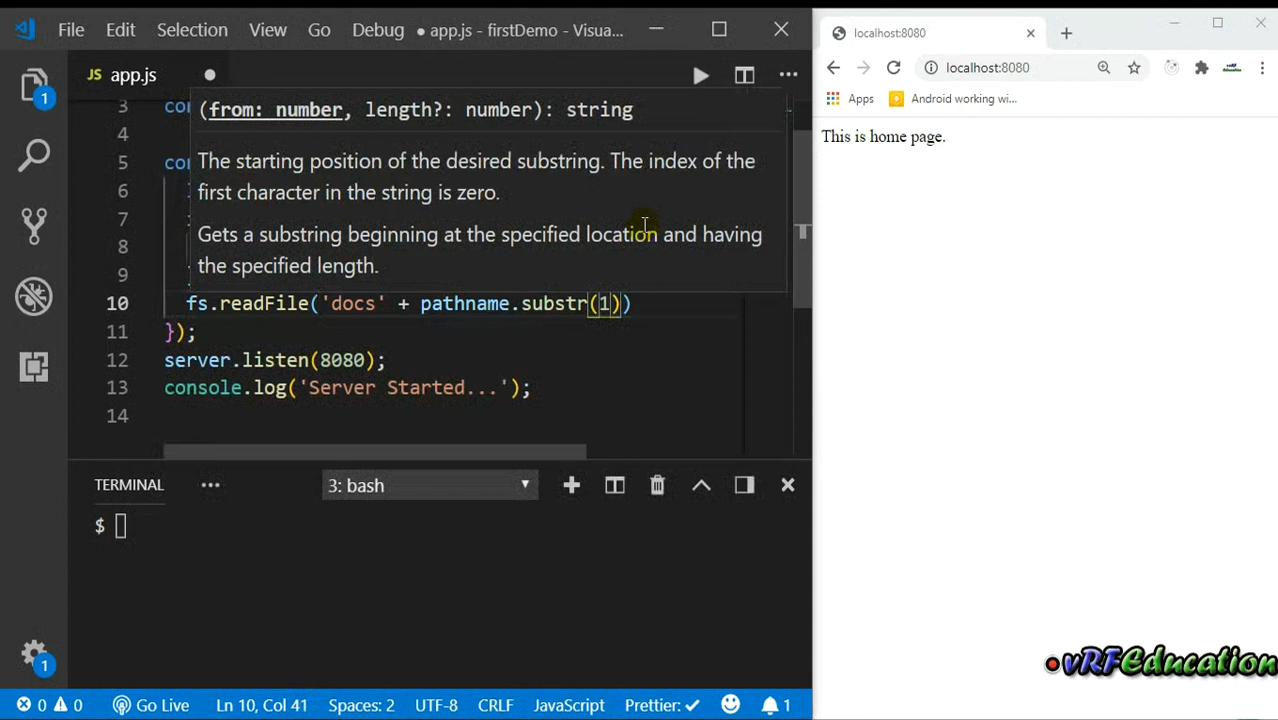 File Edit Selection View Go Debug ● app.js - firstDemo - Visua...
JS app.js
3 co
4
5 co
6
7
8
9
(from: number, length?: number): string
The starting position of the desired substring. The index of the
first character in the string is zero.
Gets a substring beginning at the specified location and having
the specified length.
10 fs.readFile('docs' + pathname.substr(1))
11 });
12 server.listen(8080);
13 console.log('Server Started...');
14
TERMINAL ... 3: bash
$
1
1
0 0 Go Live Ln 10, Col 41 Spaces: 2 UTF-8 CRLF JavaScript Prettier: ✓ 1
localhost:8080
localhost:8080
Apps Android working wi...
This is home page.
vRFEducation